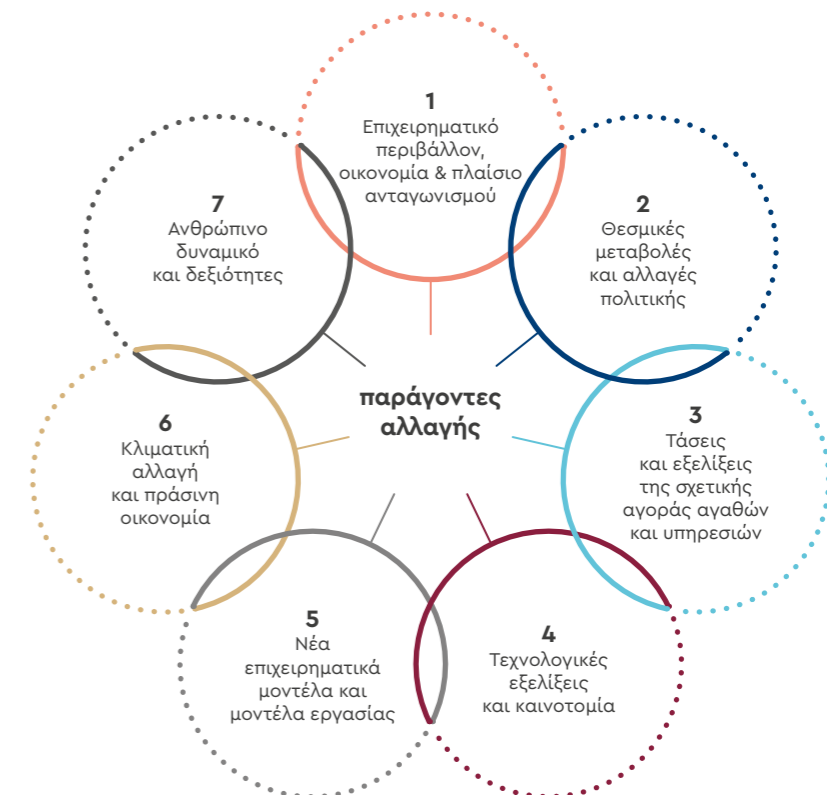 1
Επιχειρηματικό
περιβάλλον,
οικονομία & πλαίσιο
ανταγωνισμού
2
Θεσμικές
μεταβολές
και αλλαγές
πολιτικής
3
Τάσεις
και εξελίξεις
της σχετικής
αγοράς αγαθών
και υπηρεσιών
4
Τεχνολογικές
εξελίξεις
και καινοτομία
5
Νέα
επιχειρηματικά
μοντέλα και
μοντέλα εργασίας
6
Κλιματική
αλλαγή
και πράσινη
οικονομία
7
Ανθρώπινο
δυναμικό
και δεξιότητες
παράγοντες
αλλαγής